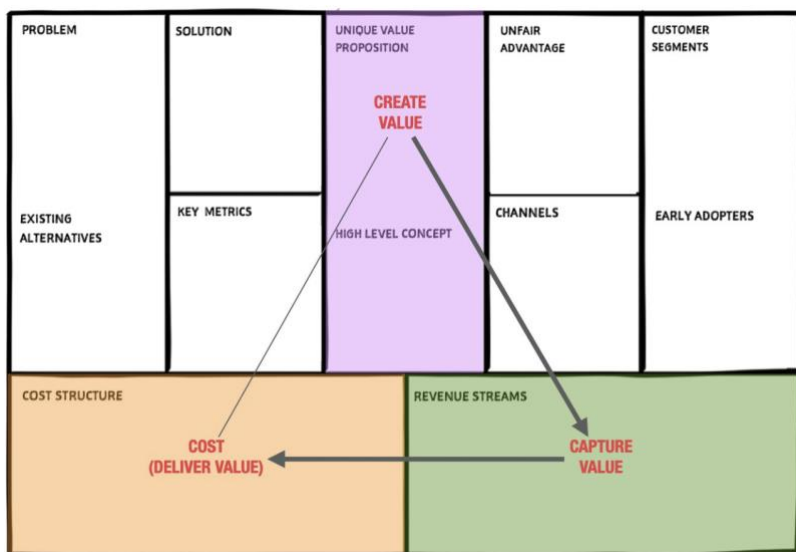 PROBLEM
EXISTING
ALTERNATIVES
SOLUTION
KEY METRICS
UNIQUE VALUE
PROPOSITION
CREATE
VALUE
HIGH LEVEL CONCEPT
UNFAIR
ADVANTAGE
CHANNELS
CUSTOMER
SEGMENTS
EARLY ADOPTERS
COST STRUCTURE
COST
(DELIVER VALUE)
REVENUE STREAMS
CAPTURE
VALUE